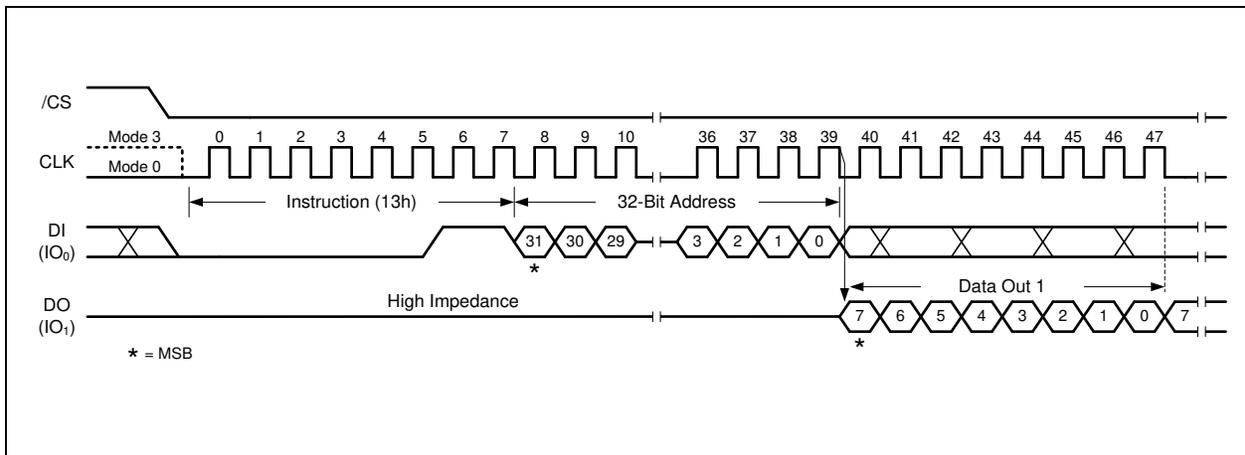 /CS
Mode 3 0 1 2 3 4 5 6 7 8 9 10 36 37 38 39 40 41 42 43 44 45 46 47
CLK
Mode 0
Instruction (13h) 32-Bit Address
DI
(IO₀)
31 30 29 3 2 1 0
*
Data Out 1
High Impedance
DO
(IO₁)
7 6 5 4 3 2 1 0 7
*
* = MSB